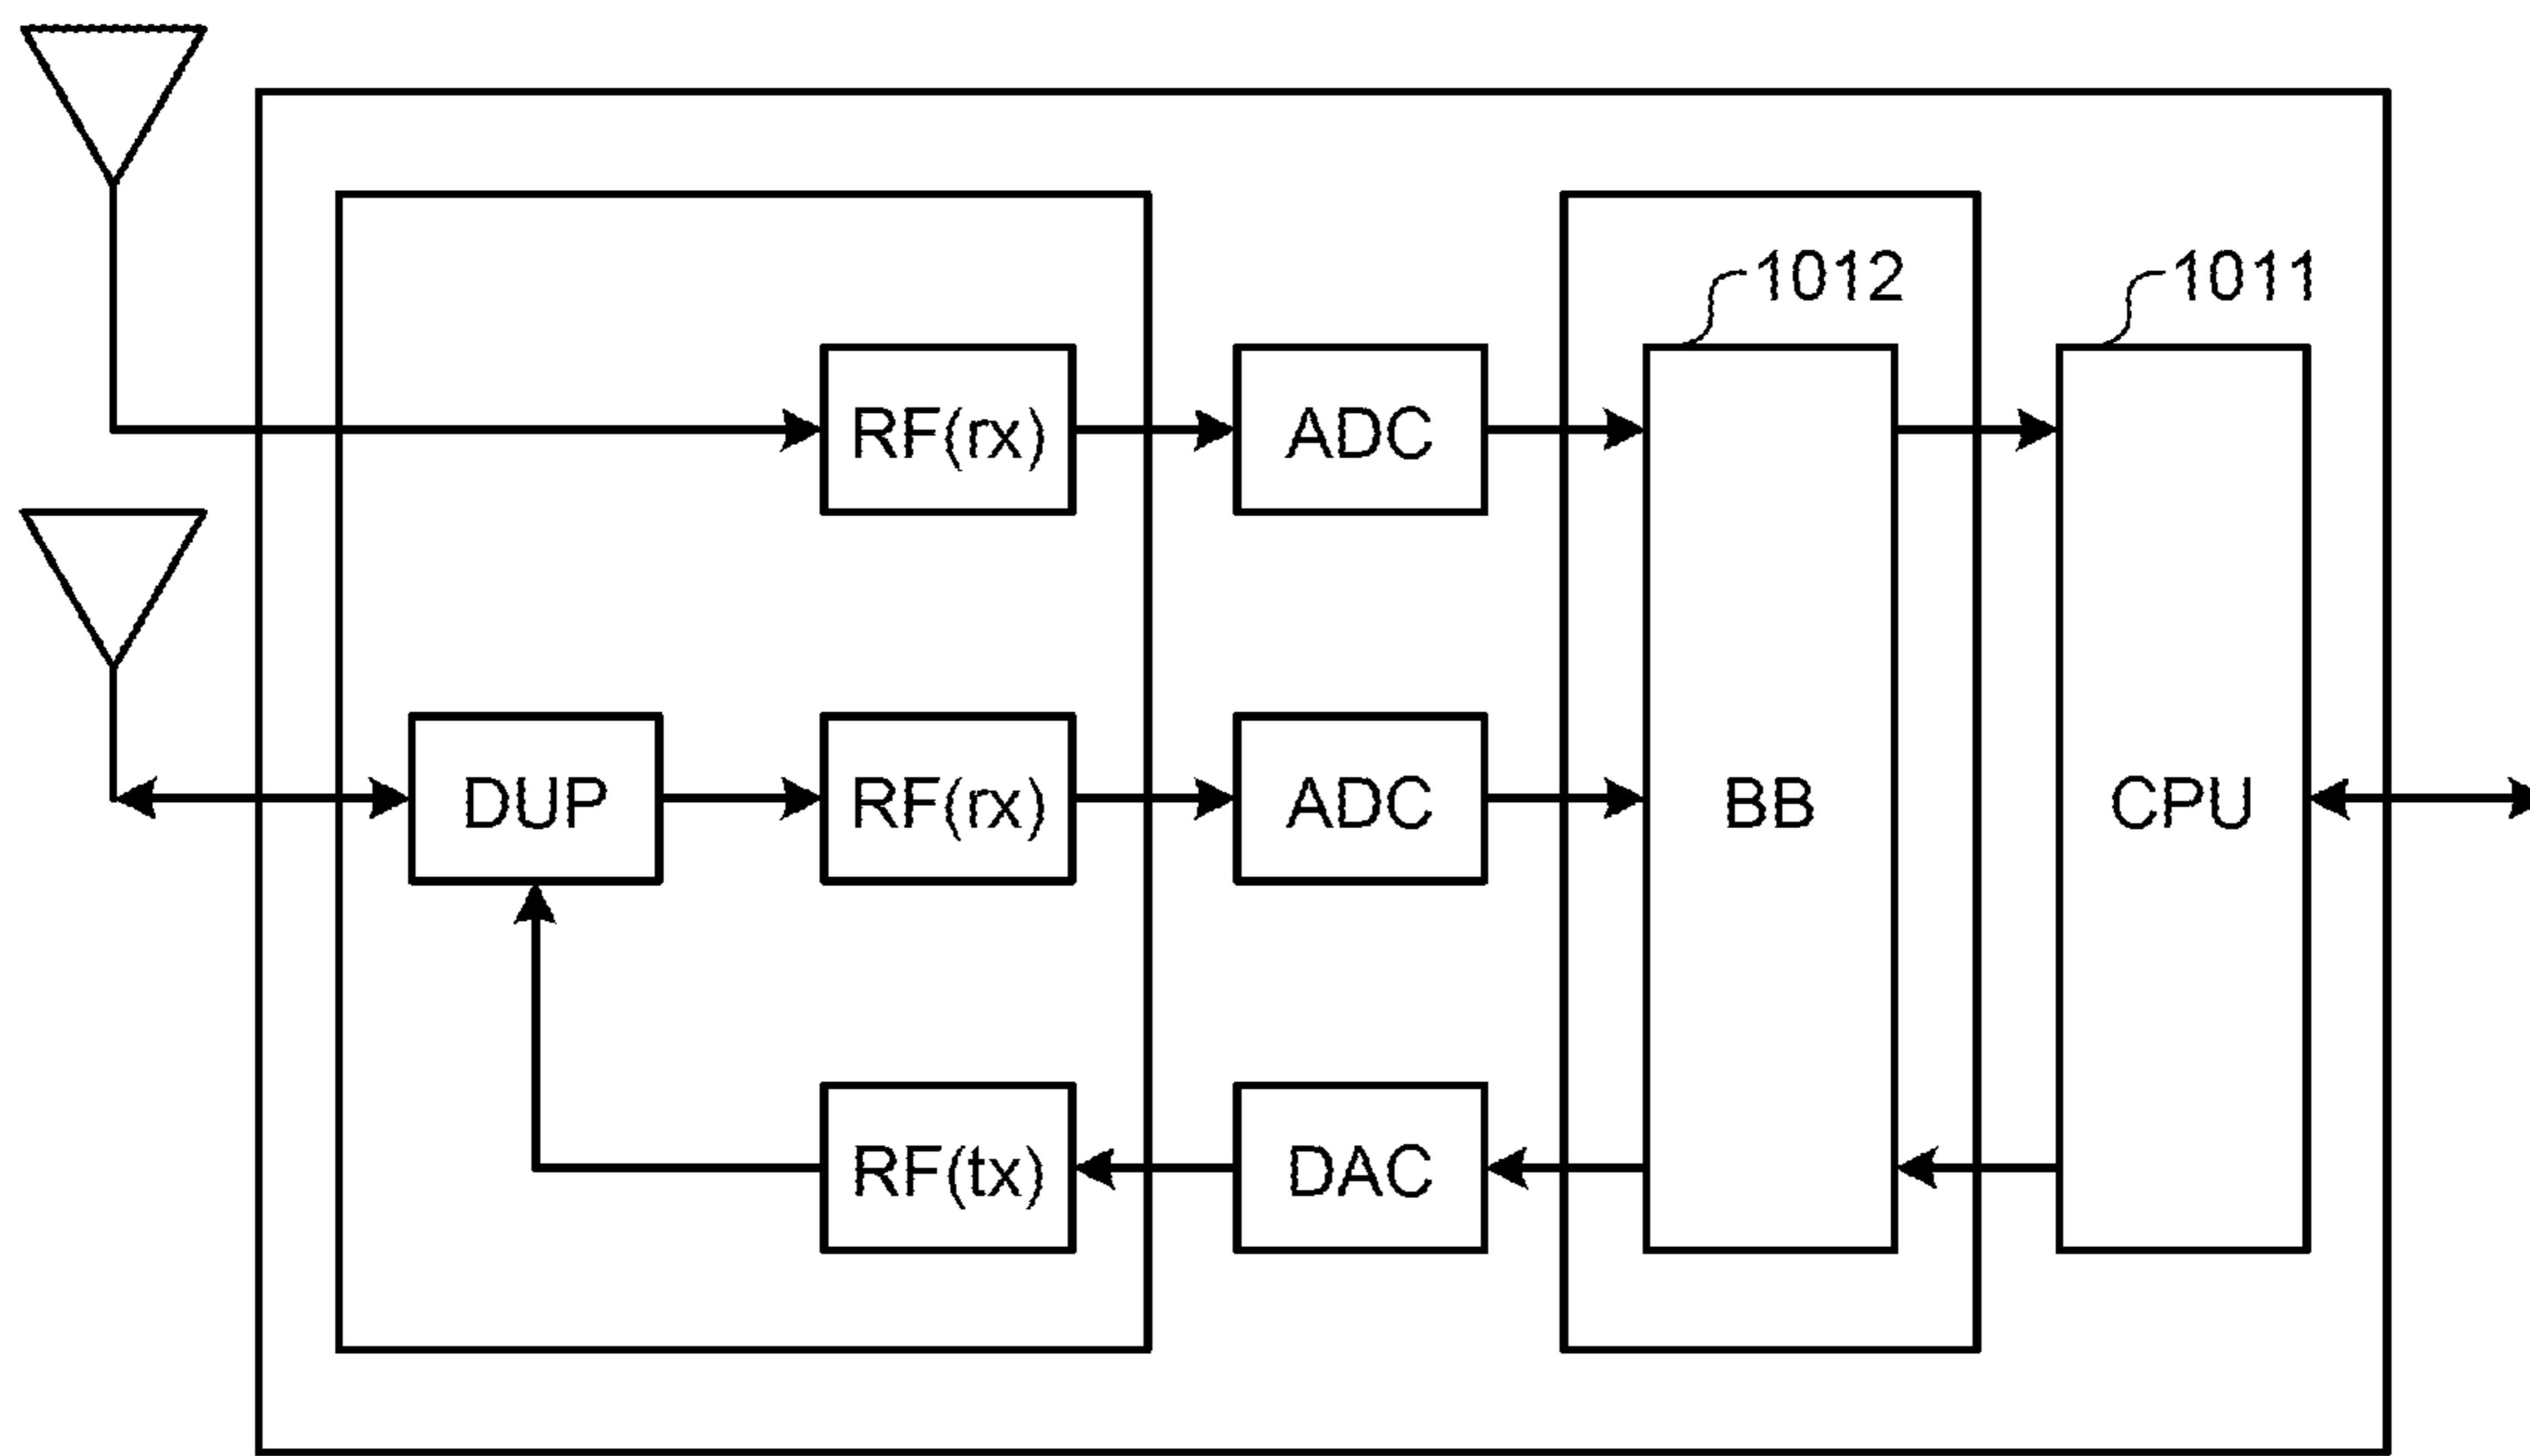 1012
1011
RF(rx)
ADC
DUP
RF(rx)
ADC
BB
CPU
RF(tx)
DAC